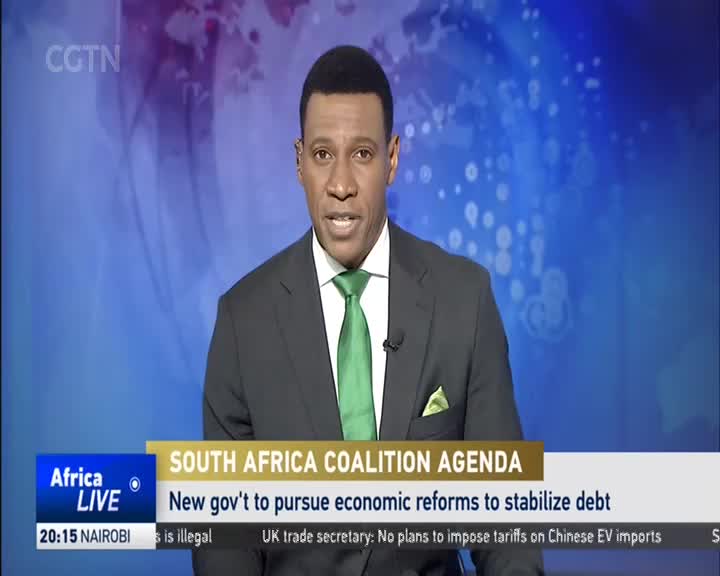 CGTN
SOUTH AFRICA COALITION AGENDA
Africa
LIVE
New gov't to pursue economic reforms to stabilize debt
20:15 NAIROBI
s is illegal UK trade secretary: No plans to impose tariffs on Chinese EV imports S